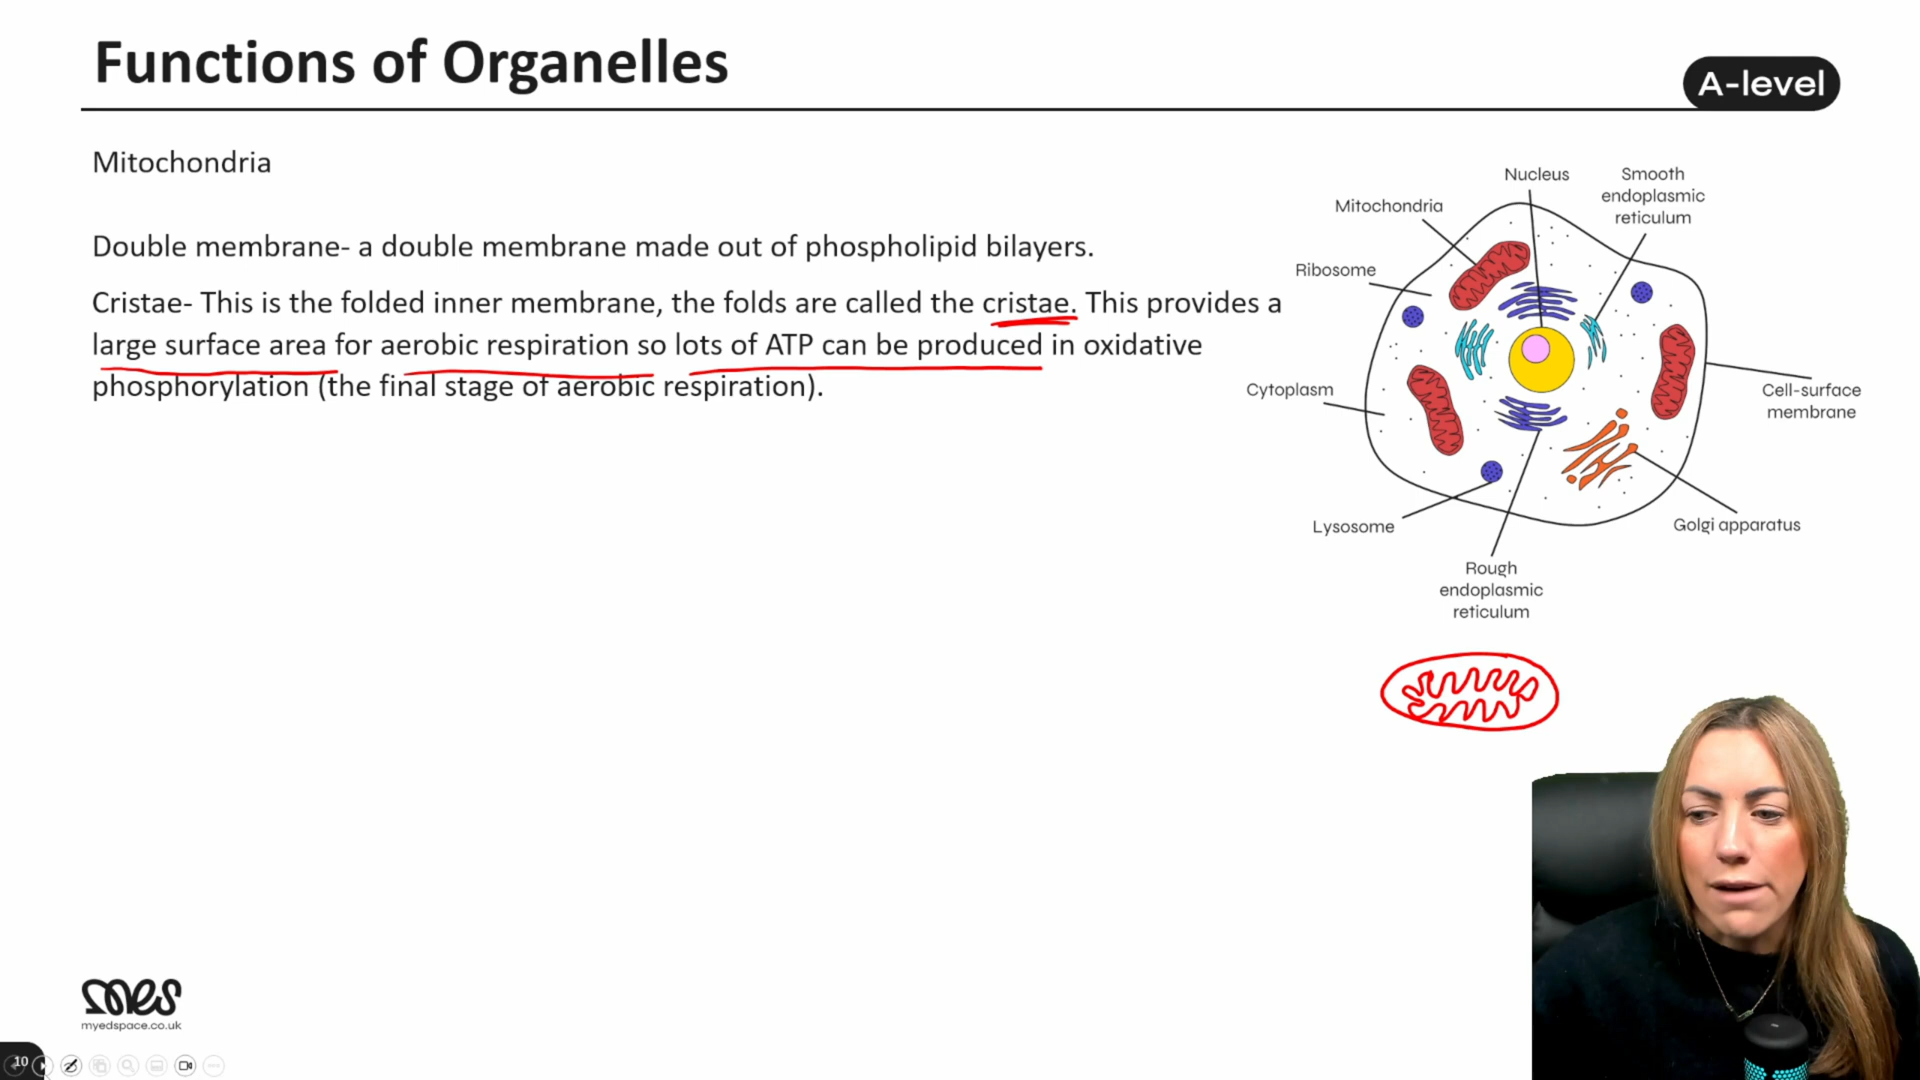 Functions of Organelles
A-level
Mitochondria
Double membrane- a double membrane made out of phospholipid bilayers.
Cristae- This is the folded inner membrane, the folds are called the cristae. This provides a
large surface area for aerobic respiration so lots of ATP can be produced in oxidative
phosphorylation (the final stage of aerobic respiration).
Nucleus
Smooth
endoplasmic
reticulum
Mitochondria
Ribosome
Cytoplasm
Cell-surface
membrane
Lysosome
Golgi apparatus
Rough
endoplasmic
reticulum
mes
myedspace.co.uk
10